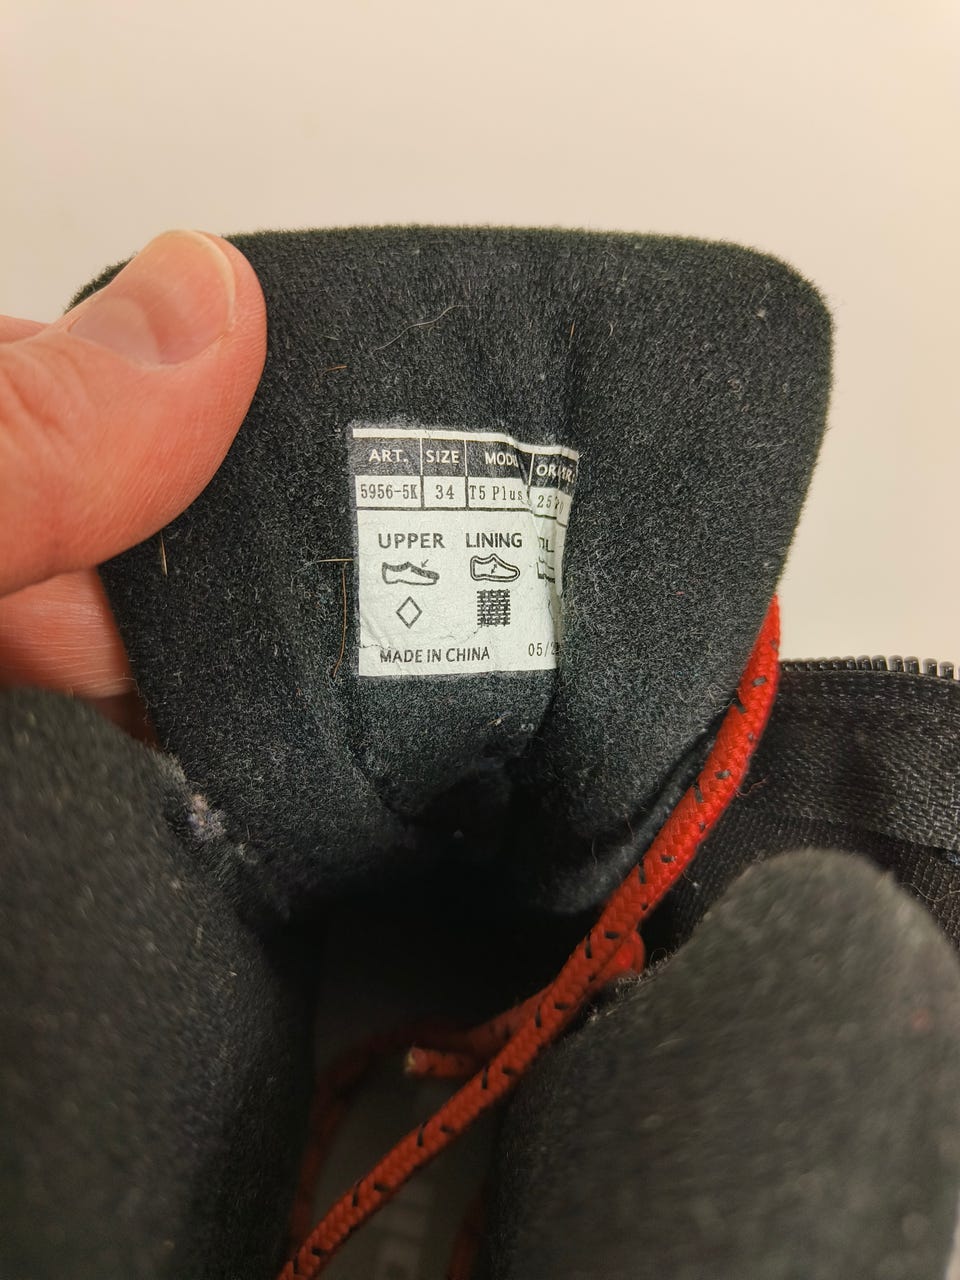 ART. SIZE
5956-5K 34 T5 Plus
UPPER LINING
MADE IN CHINA